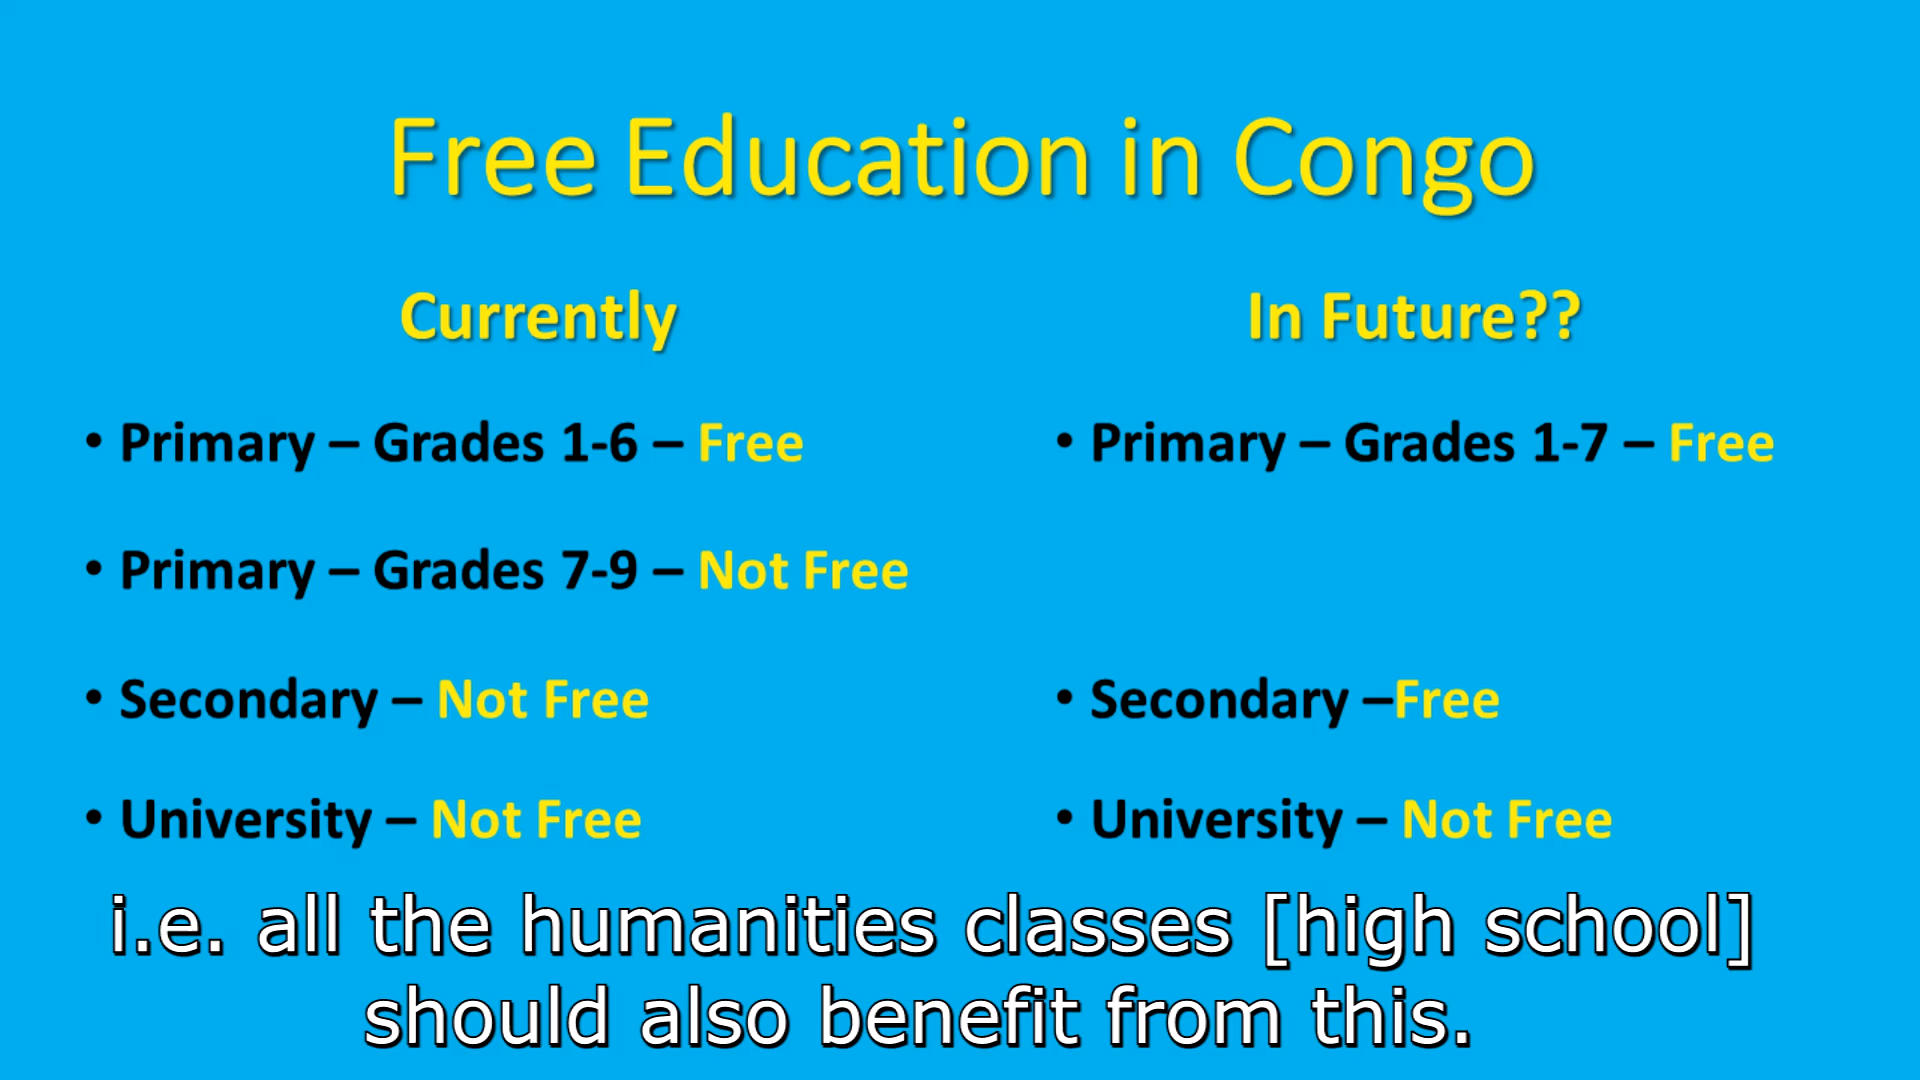 Free Education in Congo
Currently
• Primary – Grades 1-6 – Free
• Primary – Grades 7-9 – Not Free
• Secondary – Not Free
• University – Not Free
In Future??
• Primary – Grades 1-7 – Free
• Secondary –Free
• University – Not Free
i.e. all the humanities classes [high school]
should also benefit from this.